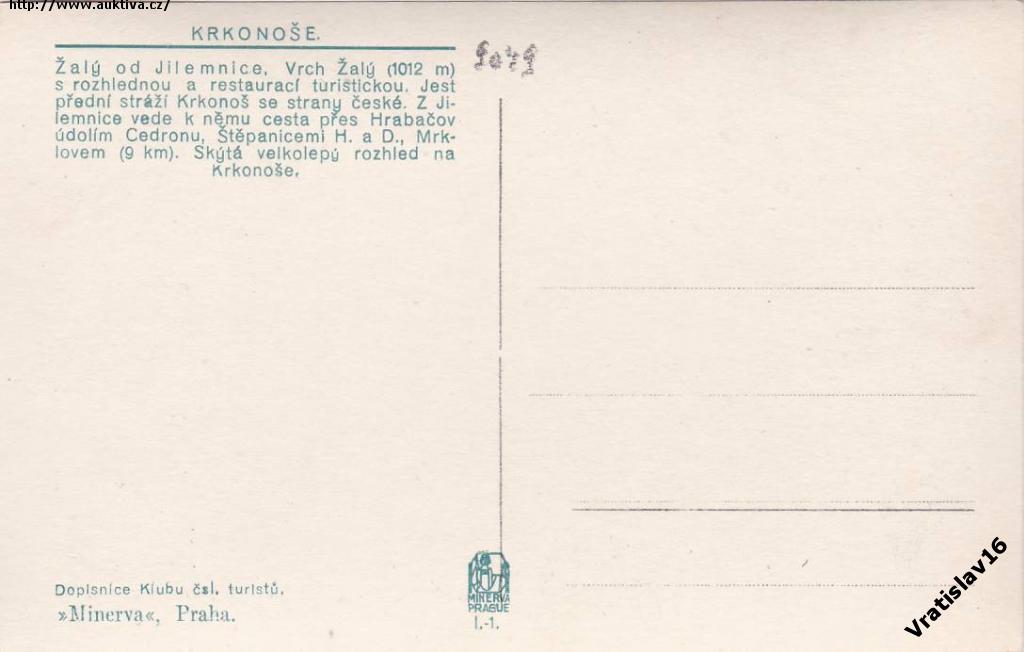 http://www.auktiva.cz/
KRKONOŠE.
Žalý od Jilemnice. Vrch Žalý (1012 m)
s rozhlednou a restaurací turistickou. Jest
přední stráží Krkonoš se strany české. Z Ji-
lemnice vede k němu cesta přes Hrabačov
údolím Cedronu, Štěpanicemi H. a D., Mrk-
lovem (9 km). Skýtá velkolepý rozhled na
Krkonoše.
Dopisnice Klubu čsl. turistů.
»Minerva«, Praha.
MINERVA
PRAGUE
I.-1.
Vratislav16